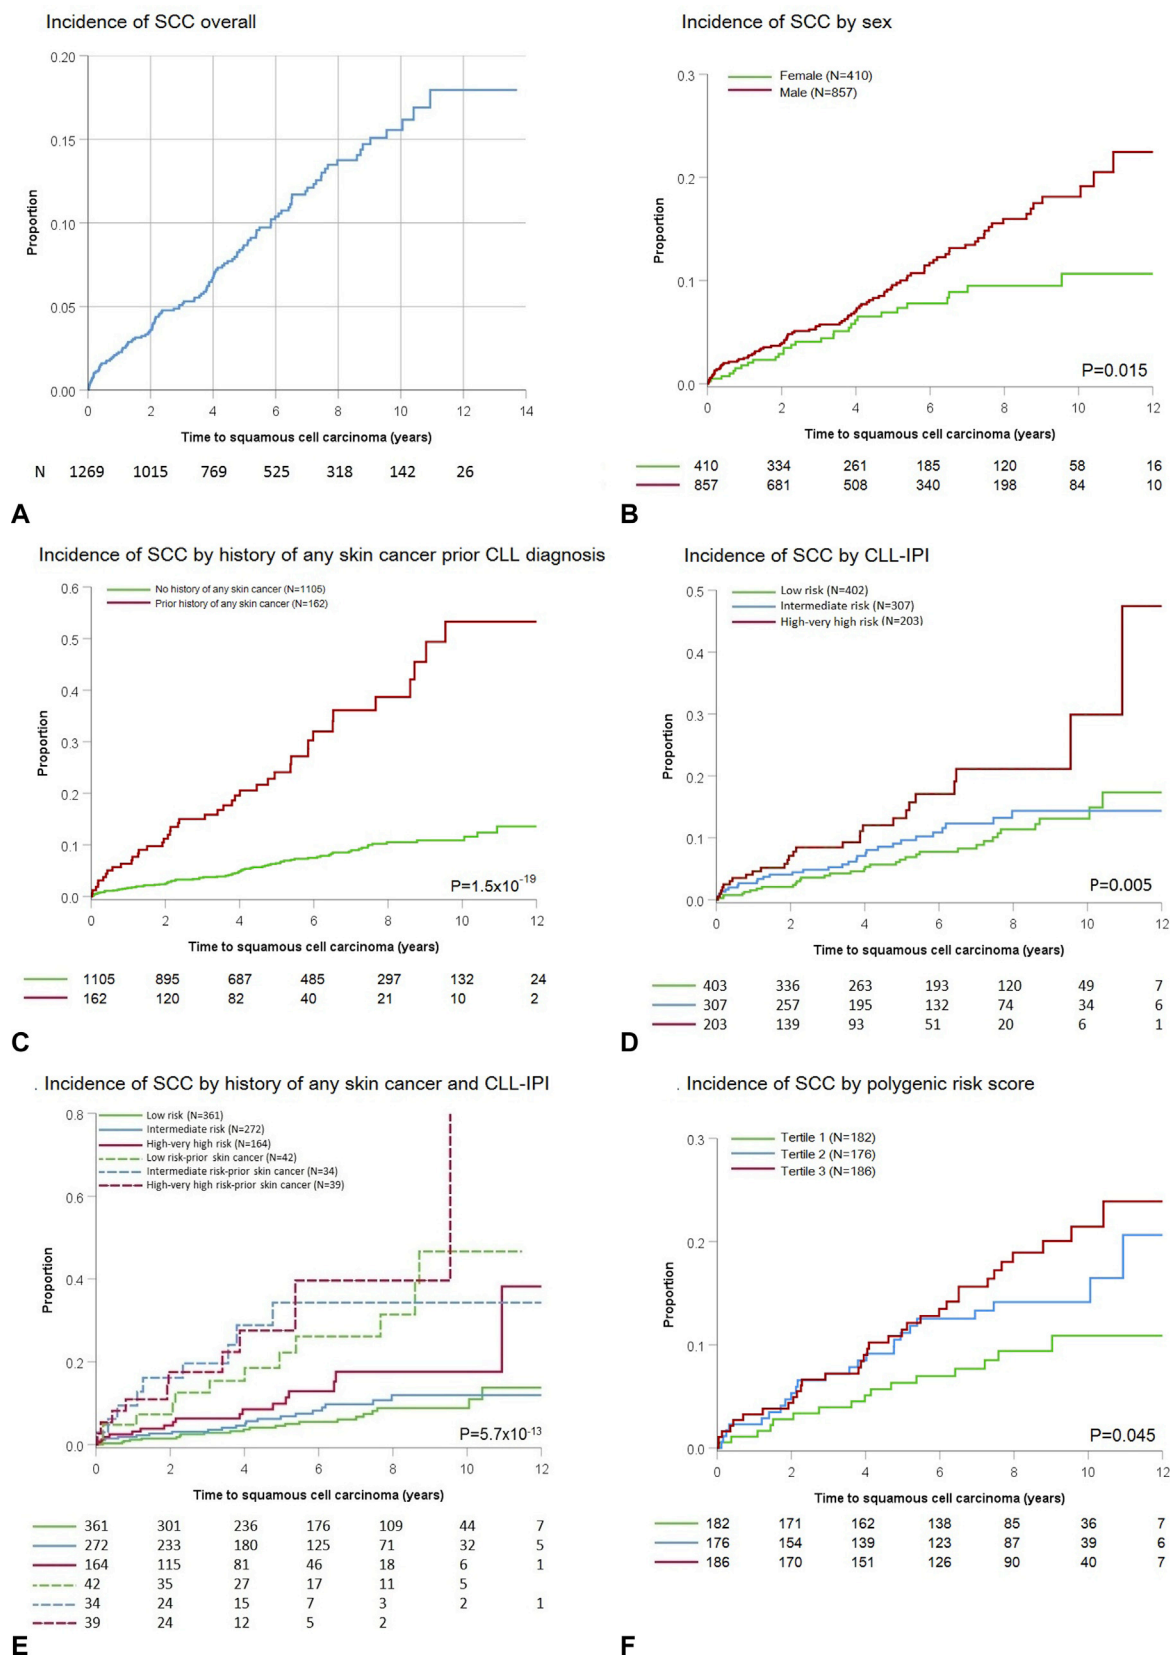 Incidence of SCC overall
0.20
0.15
0.10
0.05
0.00
Proportion
0 2 4 6 8 10 12 14
Time to squamous cell carcinoma (years)
N 1269 1015 769 525 318 142 26
A
Incidence of SCC by sex
Female (N=410)
Male (N=857)
0.3
0.2
0.1
0.0
Proportion
P=0.015
0 2 4 6 8 10 12
Time to squamous cell carcinoma (years)
410 334 261 185 120 58 16
857 681 508 340 198 84 10
B
Incidence of SCC by history of any skin cancer prior CLL diagnosis
No history of any skin cancer (N=1105)
Prior history of any skin cancer (N=162)
0.6
0.5
0.4
0.3
0.2
0.1
0.0
Proportion
P=1.5x10-19
0 2 4 6 8 10 12
Time to squamous cell carcinoma (years)
1105 895 687 485 297 132 24
162 120 82 40 21 10 2
C
Incidence of SCC by CLL-IPI
Low risk (N=402)
Intermediate risk (N=307)
High-very high risk (N=203)
0.5
0.4
0.3
0.2
0.1
0.0
Proportion
P=0.005
0 2 4 6 8 10 12
Time to squamous cell carcinoma (years)
403 336 263 193 120 49 7
307 257 195 132 74 34 6
203 139 93 51 20 6 1
D
. Incidence of SCC by history of any skin cancer and CLL-IPI
Low risk (N=361)
Intermediate risk (N=272)
High-very high risk (N=164)
Low risk-prior skin cancer (N=42)
Intermediate risk-prior skin cancer (N=34)
High-very high risk-prior skin cancer (N=39)
0.8
0.6
0.4
0.2
0.0
Proportion
P=5.7x10-13
0 2 4 6 8 10 12
Time to squamous cell carcinoma (years)
361 301 236 176 109 44 7
272 233 180 125 71 32 5
164 115 81 46 18 6 1
42 35 27 17 11 5
34 24 15 7 3 2 1
39 24 12 5 2
E
. Incidence of SCC by polygenic risk score
Tertile 1 (N=182)
Tertile 2 (N=176)
Tertile 3 (N=186)
0.3
0.2
0.1
0.0
Proportion
P=0.045
0 2 4 6 8 10 12
Time to squamous cell carcinoma (years)
182 171 162 138 85 36 7
176 154 139 123 87 39 6
186 170 151 126 90 40 7
F